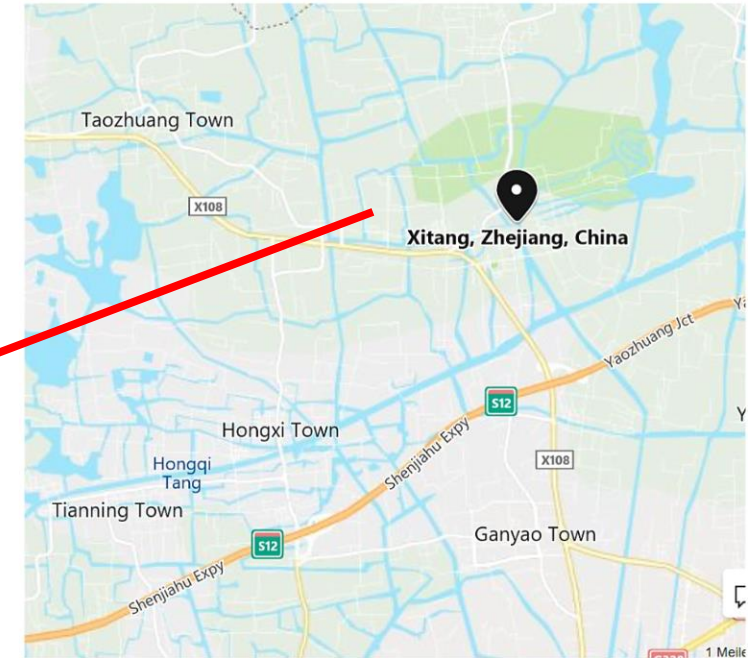 Taozhuang Town
X108
Xitang, Zhejiang, China
Yaozhuang Jct
S12
Hongxi Town
Shenjiahu Expy
X108
Hongqi
Tang
Tianning Town
Ganyao Town
S12
Shenjiahu Expy
1 Meile